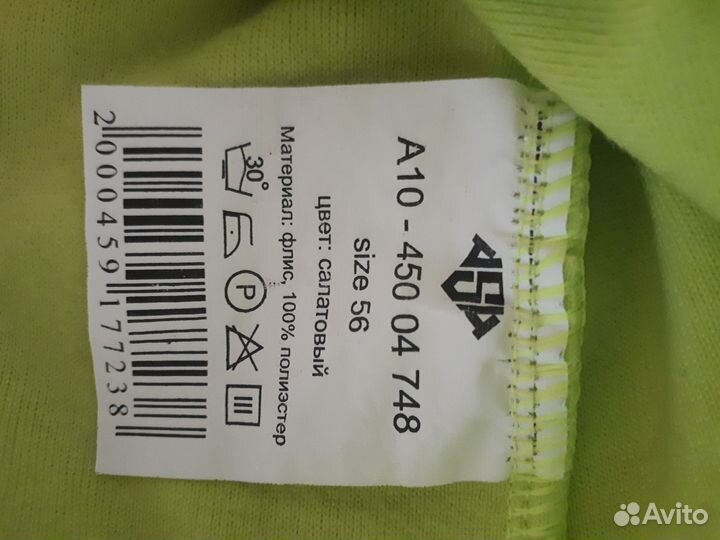 A10 - 450 04 748
size 56
цвет: салатовый
Материал: флис, 100% полиэстер
30°
P
2000459177238
Avito